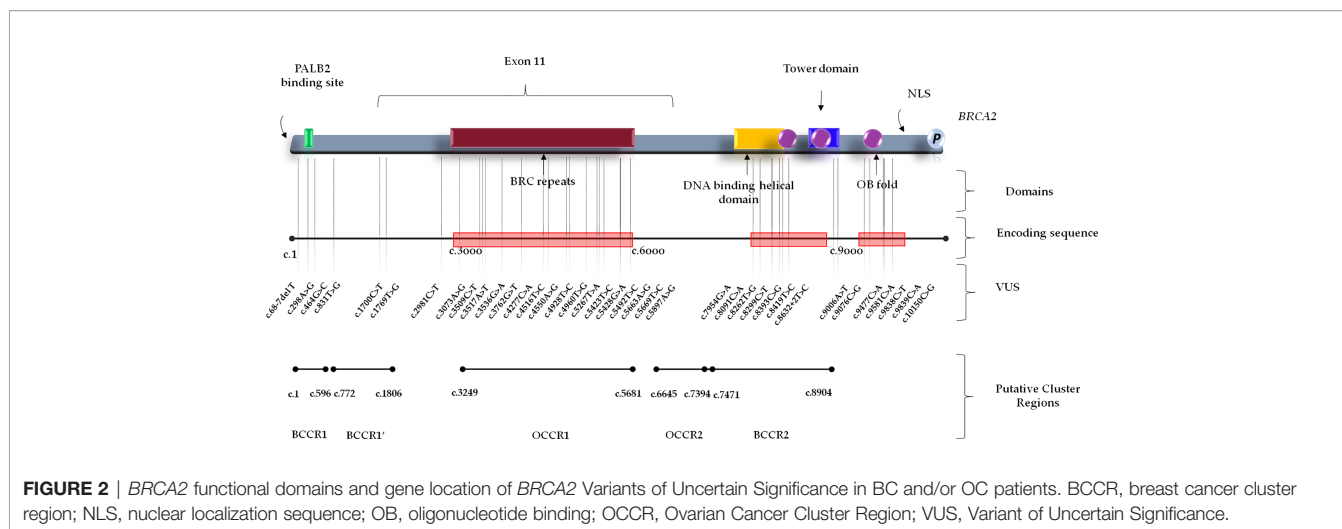 Exon 11
Tower domain
PALB2
binding site
NLS
BRCA2
P
BRC repeats
DNA binding helical
domain
OB fold
Domains
Encoding sequence
c.1
c.3000
c.6000
c.9000
VUS
c.68-7delT
c.298A>G
c.464G>C
c.831T>G
c.1700C>T
c.1769T>G
c.2981C>T
c.3073A>G
c.3509C>T
c.3517A>T
c.3536G>A
c.3762G>T
c.4277C>A
c.4516T>C
c.4550A>G
c.4928T>C
c.4960T>G
c.5267T>A
c.5423T>C
c.5428G>A
c.5492T>C
c.5663A>G
c.5669T>C
c.5897A>G
c.7954G>A
c.8091C>A
c.8262T>G
c.8299C>T
c.8393C>G
c.8419T>C
c.8632+2T>C
c.9006A>T
c.9076C>G
c.9477C>A
c.9581C>A
c.9838C>T
c.9839C>A
c.10150C>G
Putative Cluster
Regions
c.1
c.596
c.772
c.1806
c.3249
c.5681
c.6645
c.7394
c.7471
c.8904
BCCR1
BCCR1'
OCCR1
OCCR2
BCCR2
FIGURE 2 | BRCA2 functional domains and gene location of BRCA2 Variants of Uncertain Significance in BC and/or OC patients. BCCR, breast cancer cluster
region; NLS, nuclear localization sequence; OB, oligonucleotide binding; OCCR, Ovarian Cancer Cluster Region; VUS, Variant of Uncertain Significance.